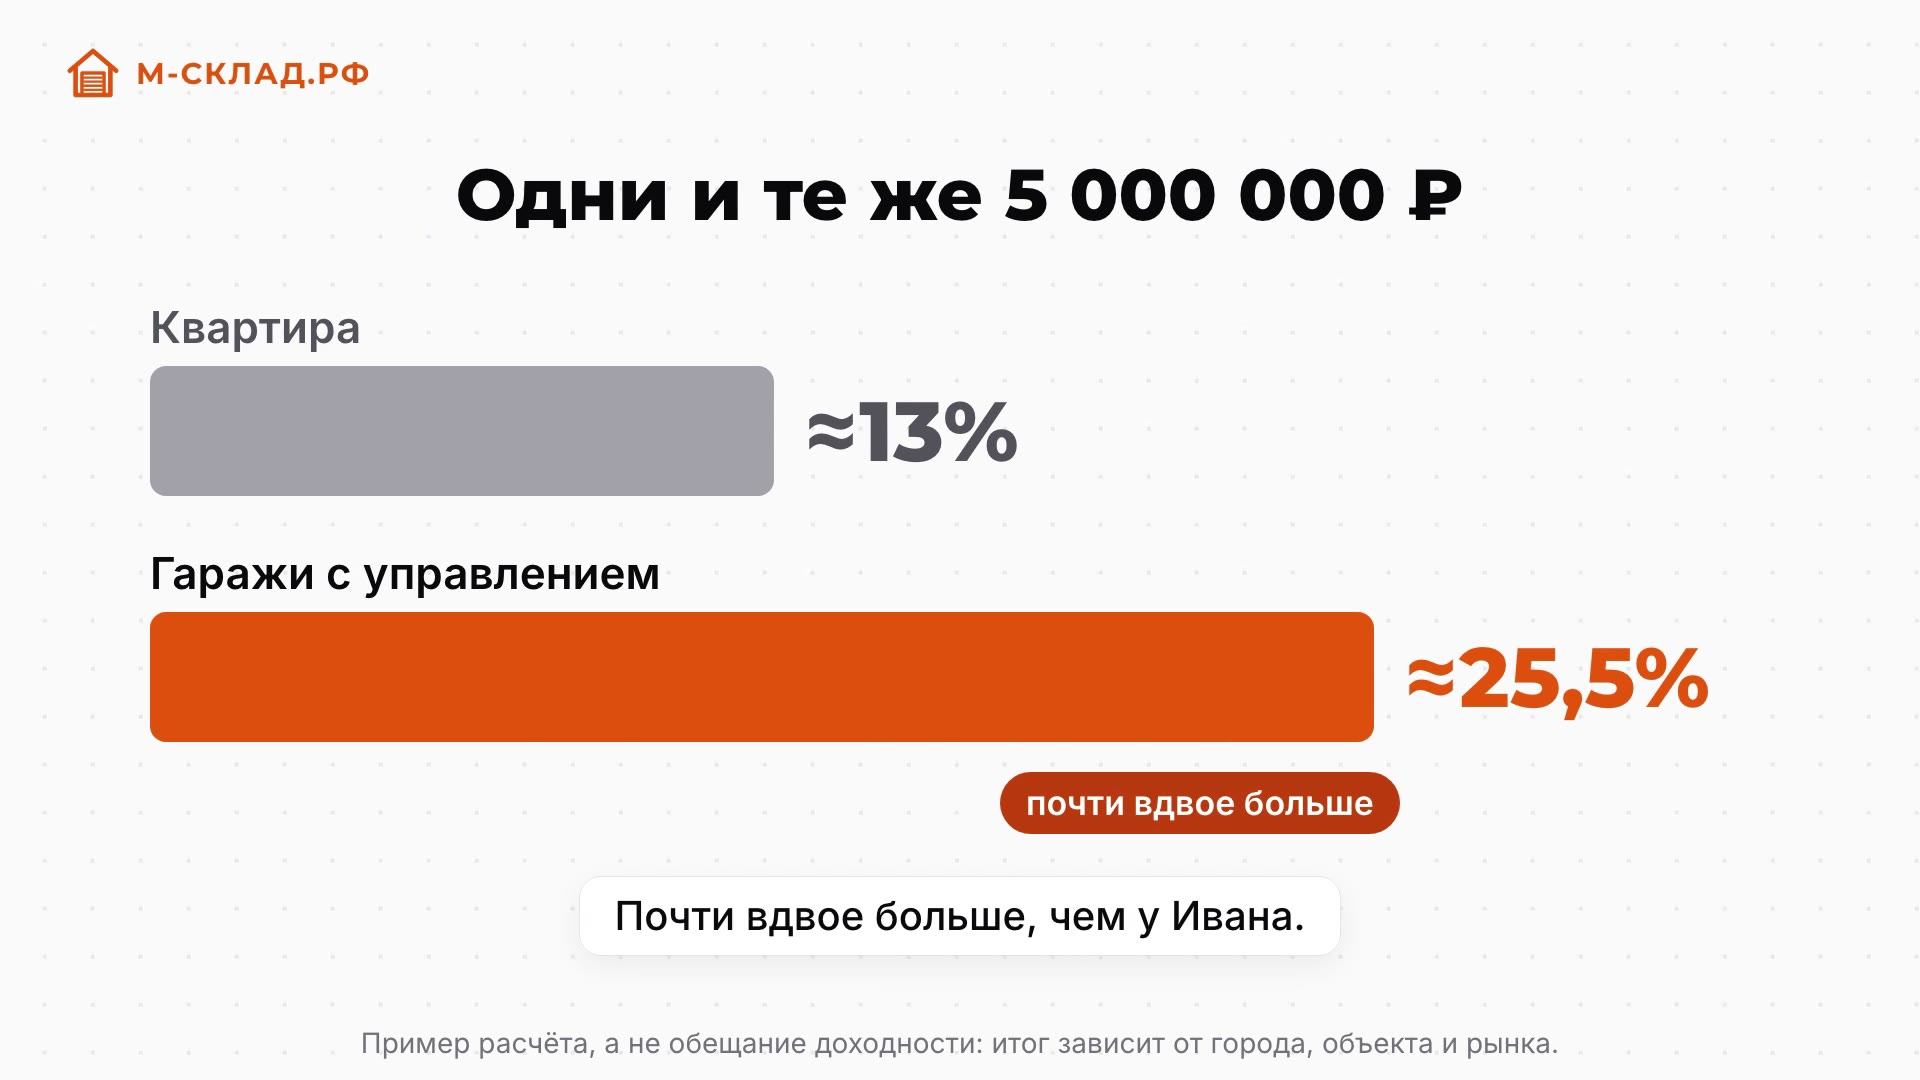 М-СКЛАД.РФ
Одни и те же 5 000 000 ₽
Квартира
≈13%
Гаражи с управлением
≈25,5%
почти вдвое больше
Почти вдвое больше, чем у Ивана.
Пример расчёта, а не обещание доходности: итог зависит от города, объекта и рынка.